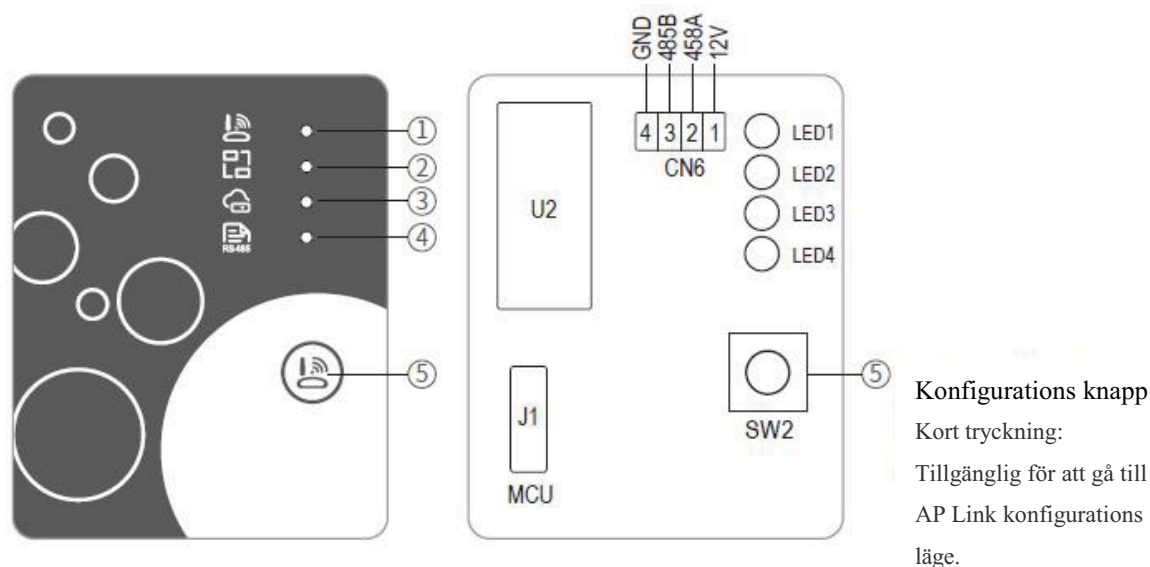 GND
485B
458A
12V
①
②
③
RS485
④
⑤
4 3 2 1
CN6
LED1
LED2
LED3
LED4
U2
J1
MCU
SW2
⑤
Konfigurations knapp
Kort tryckning:
Tillgänglig för att gå till
AP Link konfigurations
läge.